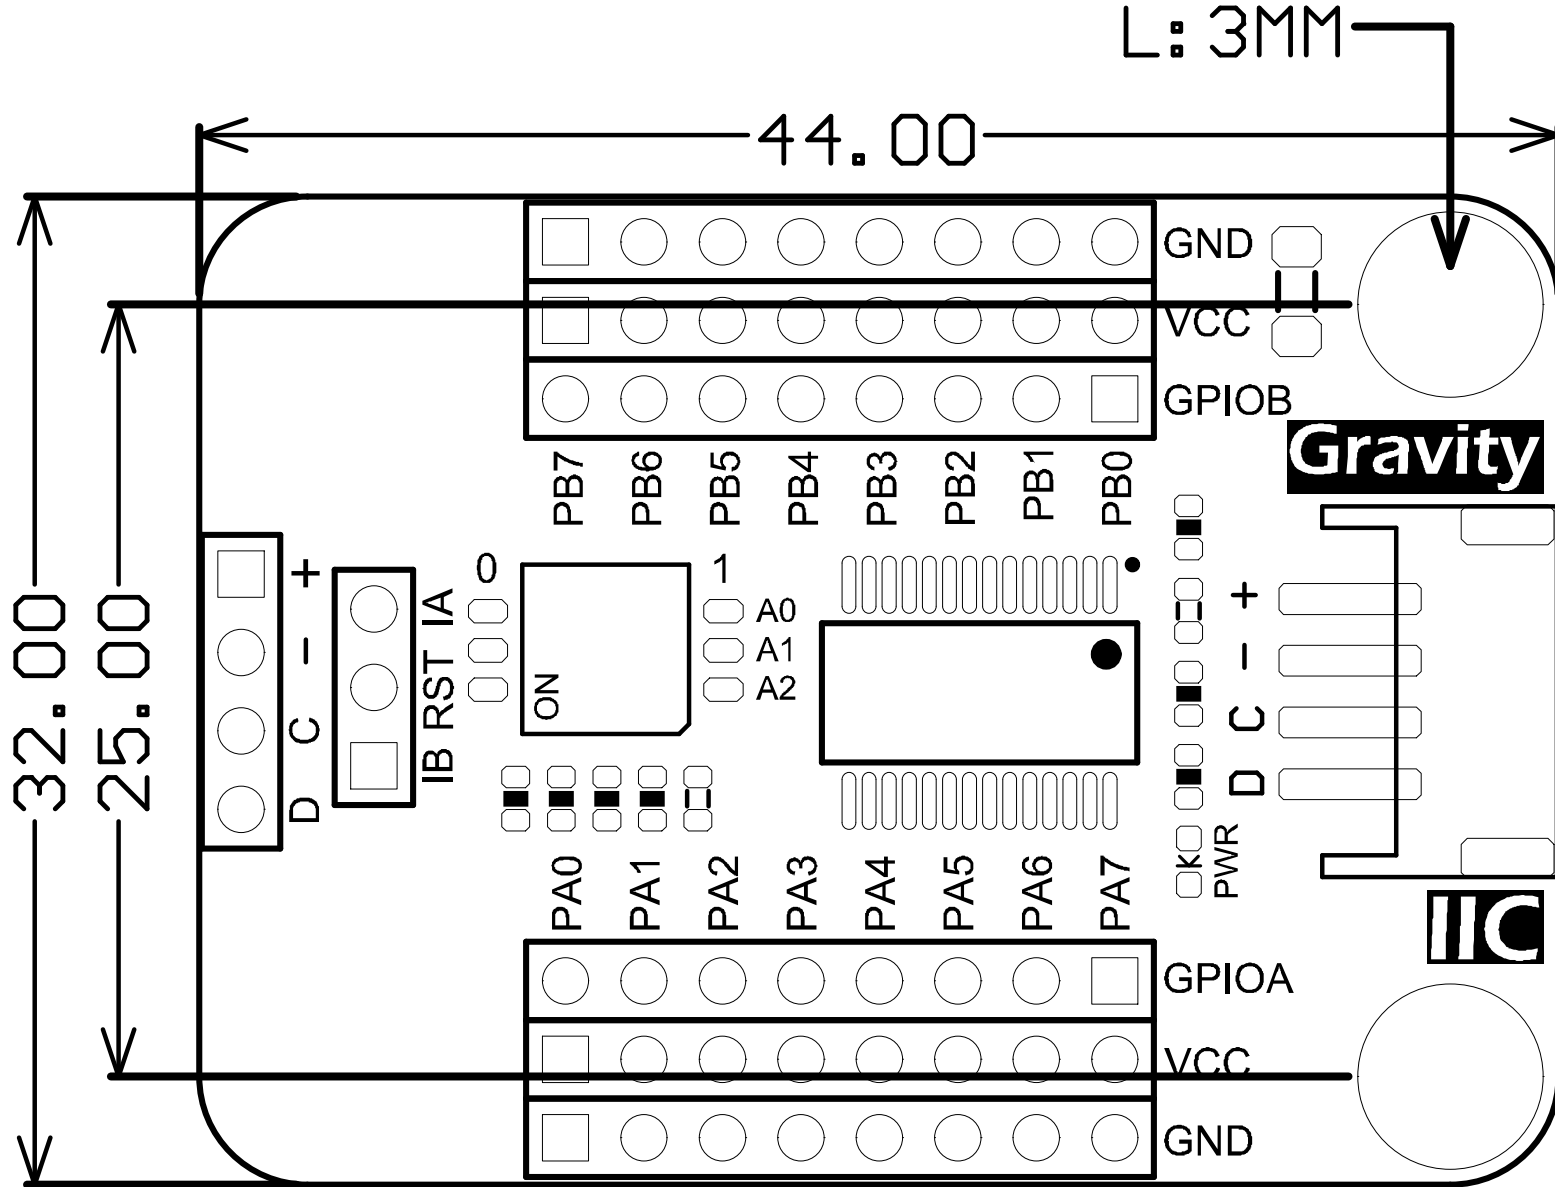 L: 3MM
44.00
GND
VCC
GPIOB
Gravity
PB7 PB6 PB5 PB4 PB3 PB2 PB1 PB0
32.00
25.00
+ - C D
IA RST IB
0
1
A0
A1
A2
ON
+ - C D
PWR
K
PA0 PA1 PA2 PA3 PA4 PA5 PA6 PA7
IIC
GPIOA
VCC
GND